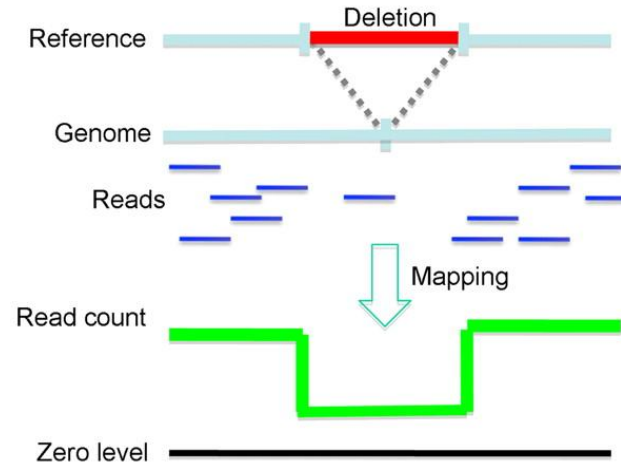 Deletion
Reference
Genome
Reads
Mapping
Read count
Zero level